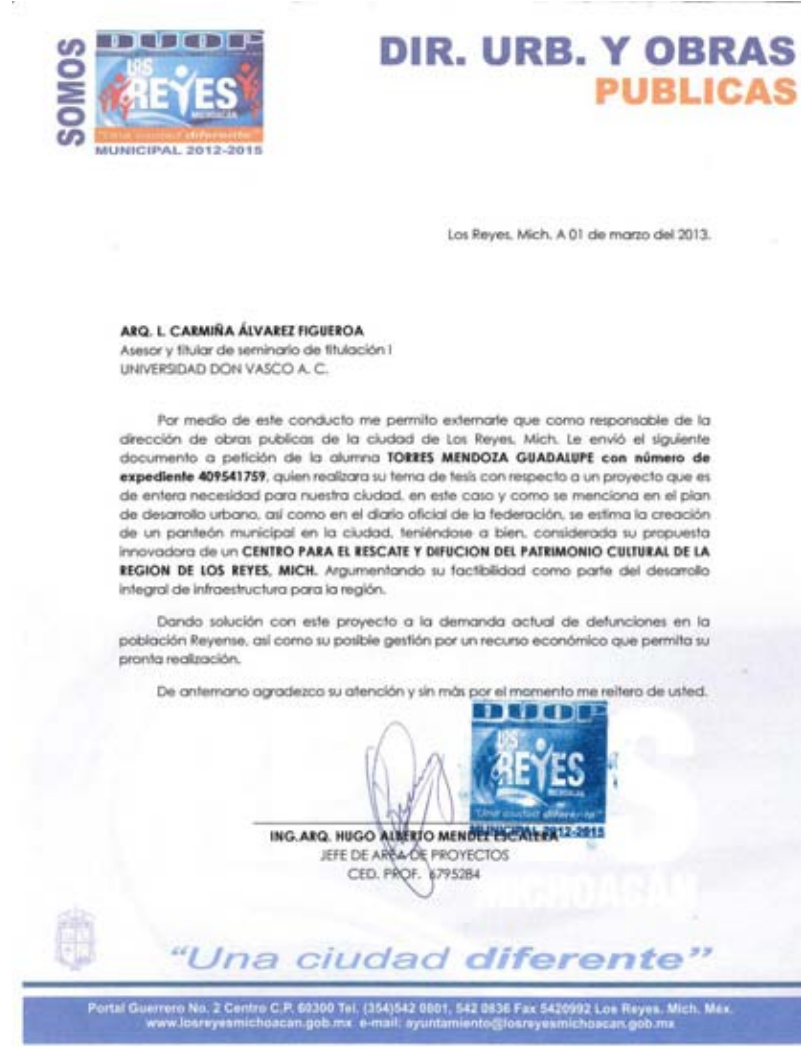 SOMOS
DUOP
LOS
REYES
MICHOACÁN
"Una ciudad diferente"
MUNICIPAL 2012-2015
DIR. URB. Y OBRAS
PUBLICAS
Los Reyes, Mich. A 01 de marzo del 2013.
ARQ. L. CARMIÑA ÁLVAREZ FIGUEROA
Asesor y titular de seminario de titulación I
UNIVERSIDAD DON VASCO A. C.
Por medio de este conducto me permito externarle que como responsable de la
dirección de obras publicas de la ciudad de Los Reyes, Mich. Le envió el siguiente
documento a petición de la alumna TORRES MENDOZA GUADALUPE con número de
expediente 409541759, quien realizara su tema de tesis con respecto a un proyecto que es
de entera necesidad para nuestra ciudad, en este caso y como se menciona en el plan
de desarrollo urbano, así como en el diario oficial de la federación, se estima la creación
de un panteón municipal en la ciudad, teniéndose a bien, considerada su propuesta
innovadora de un CENTRO PARA EL RESCATE Y DIFUCION DEL PATRIMONIO CULTURAL DE LA
REGION DE LOS REYES, MICH. Argumentando su factibilidad como parte del desarrollo
integral de infraestructura para la región.
Dando solución con este proyecto a la demanda actual de defunciones en la
población Reyense, así como su posible gestión por un recurso económico que permita su
pronta realización.
De antemano agradezco su atención y sin más por el momento me reitero de usted.
DUOP
LOS
REYES
MICHOACÁN
"Una ciudad diferente"
MUNICIPAL 2012-2015
ING.ARQ. HUGO ALBERTO MENDEZ ESCALERA
JEFE DE AREA DE PROYECTOS
CED. PROF. 6795284
MICHOACÁN
"Una ciudad diferente"
Portal Guerrero No. 2 Centro C.P. 60300 Tel. (354)542 0801, 542 0836 Fax 5420992 Los Reyes. Mich. Méx.
www.losreyesmichoacan.gob.mx e-mail: ayuntamiento@losreyesmichoacan.gob.mx